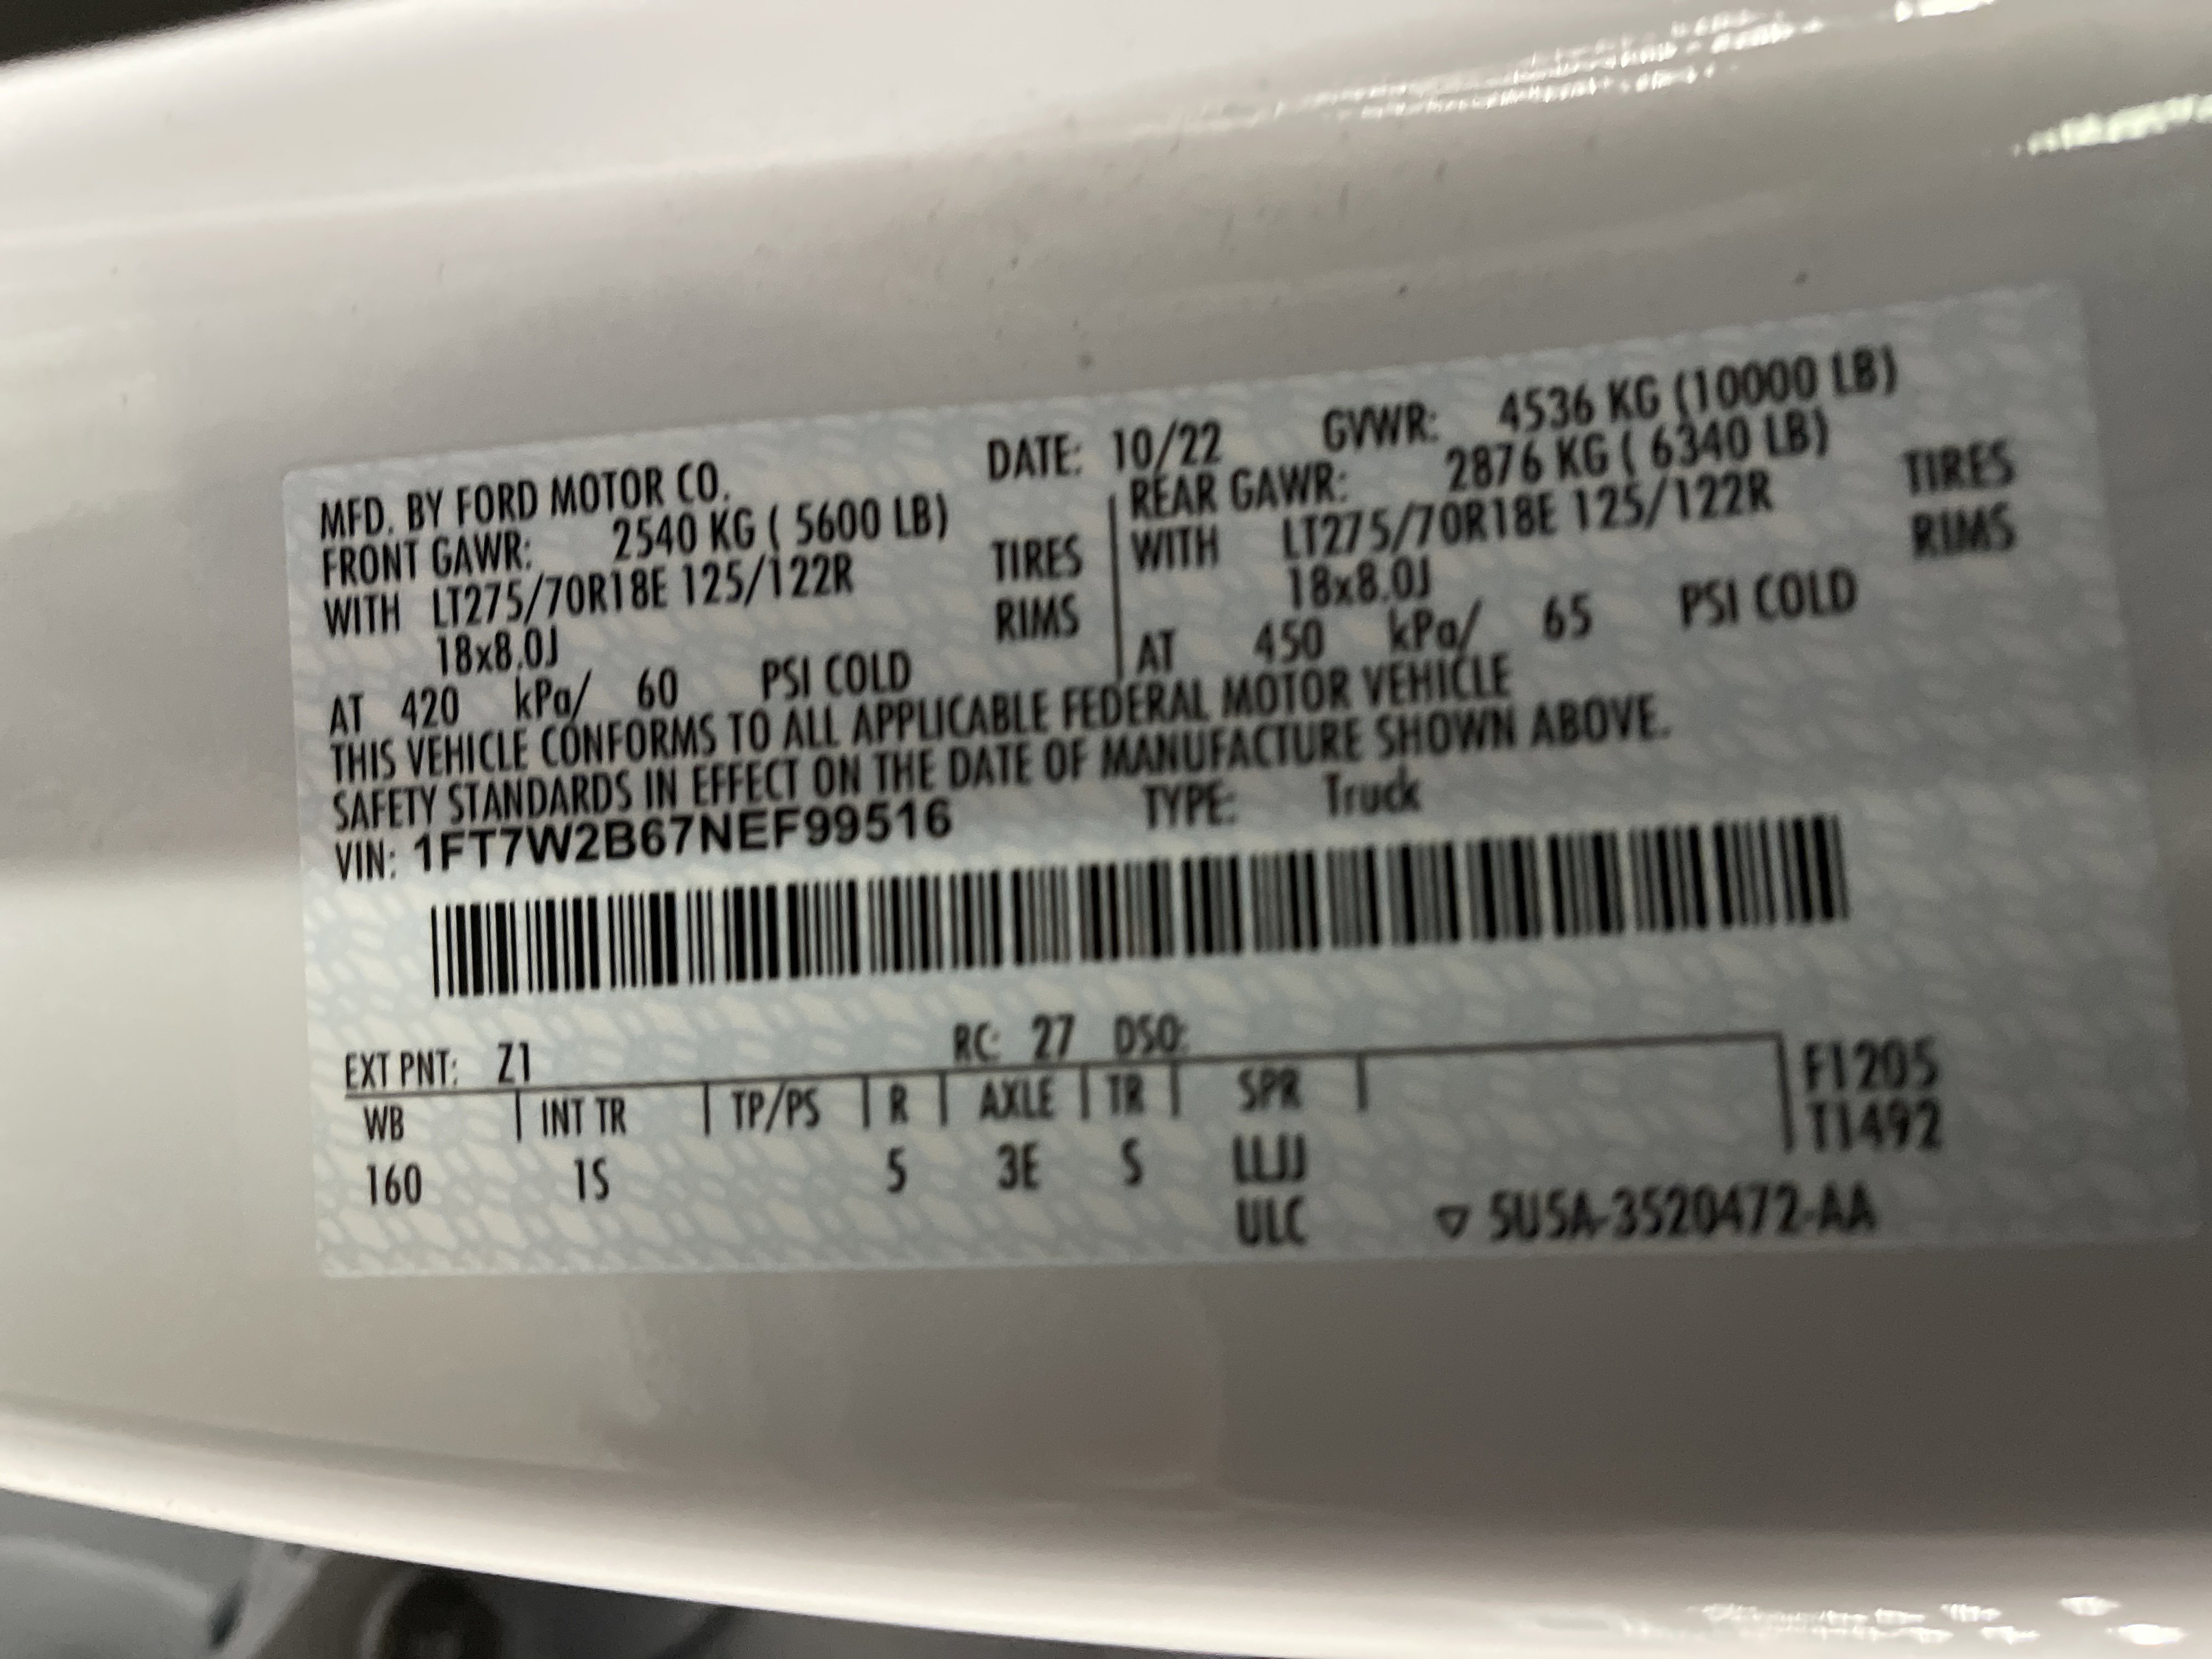 MFD. BY FORD MOTOR CO. DATE: 10/22 GVWR: 4536 KG (10000 LB)
FRONT GAWR: 2540 KG ( 5600 LB) REAR GAWR: 2876 KG ( 6340 LB)
WITH LT275/70R18E 125/122R TIRES WITH LT275/70R18E 125/122R TIRES
18x8.0J RIMS 18x8.0J RIMS
AT 420 kPa/ 60 PSI COLD AT 450 kPa/ 65 PSI COLD
THIS VEHICLE CONFORMS TO ALL APPLICABLE FEDERAL MOTOR VEHICLE
SAFETY STANDARDS IN EFFECT ON THE DATE OF MANUFACTURE SHOWN ABOVE.
VIN: 1FT7W2B67NEF99516 TYPE: Truck
EXT PNT: Z1 RC: 27 DSO:
WB INT TR TP/PS R AXLE TR SPR F1205
T1492
160 1S 5 3E S LLJJ
ULC ▽ 5U5A-3520472-AA